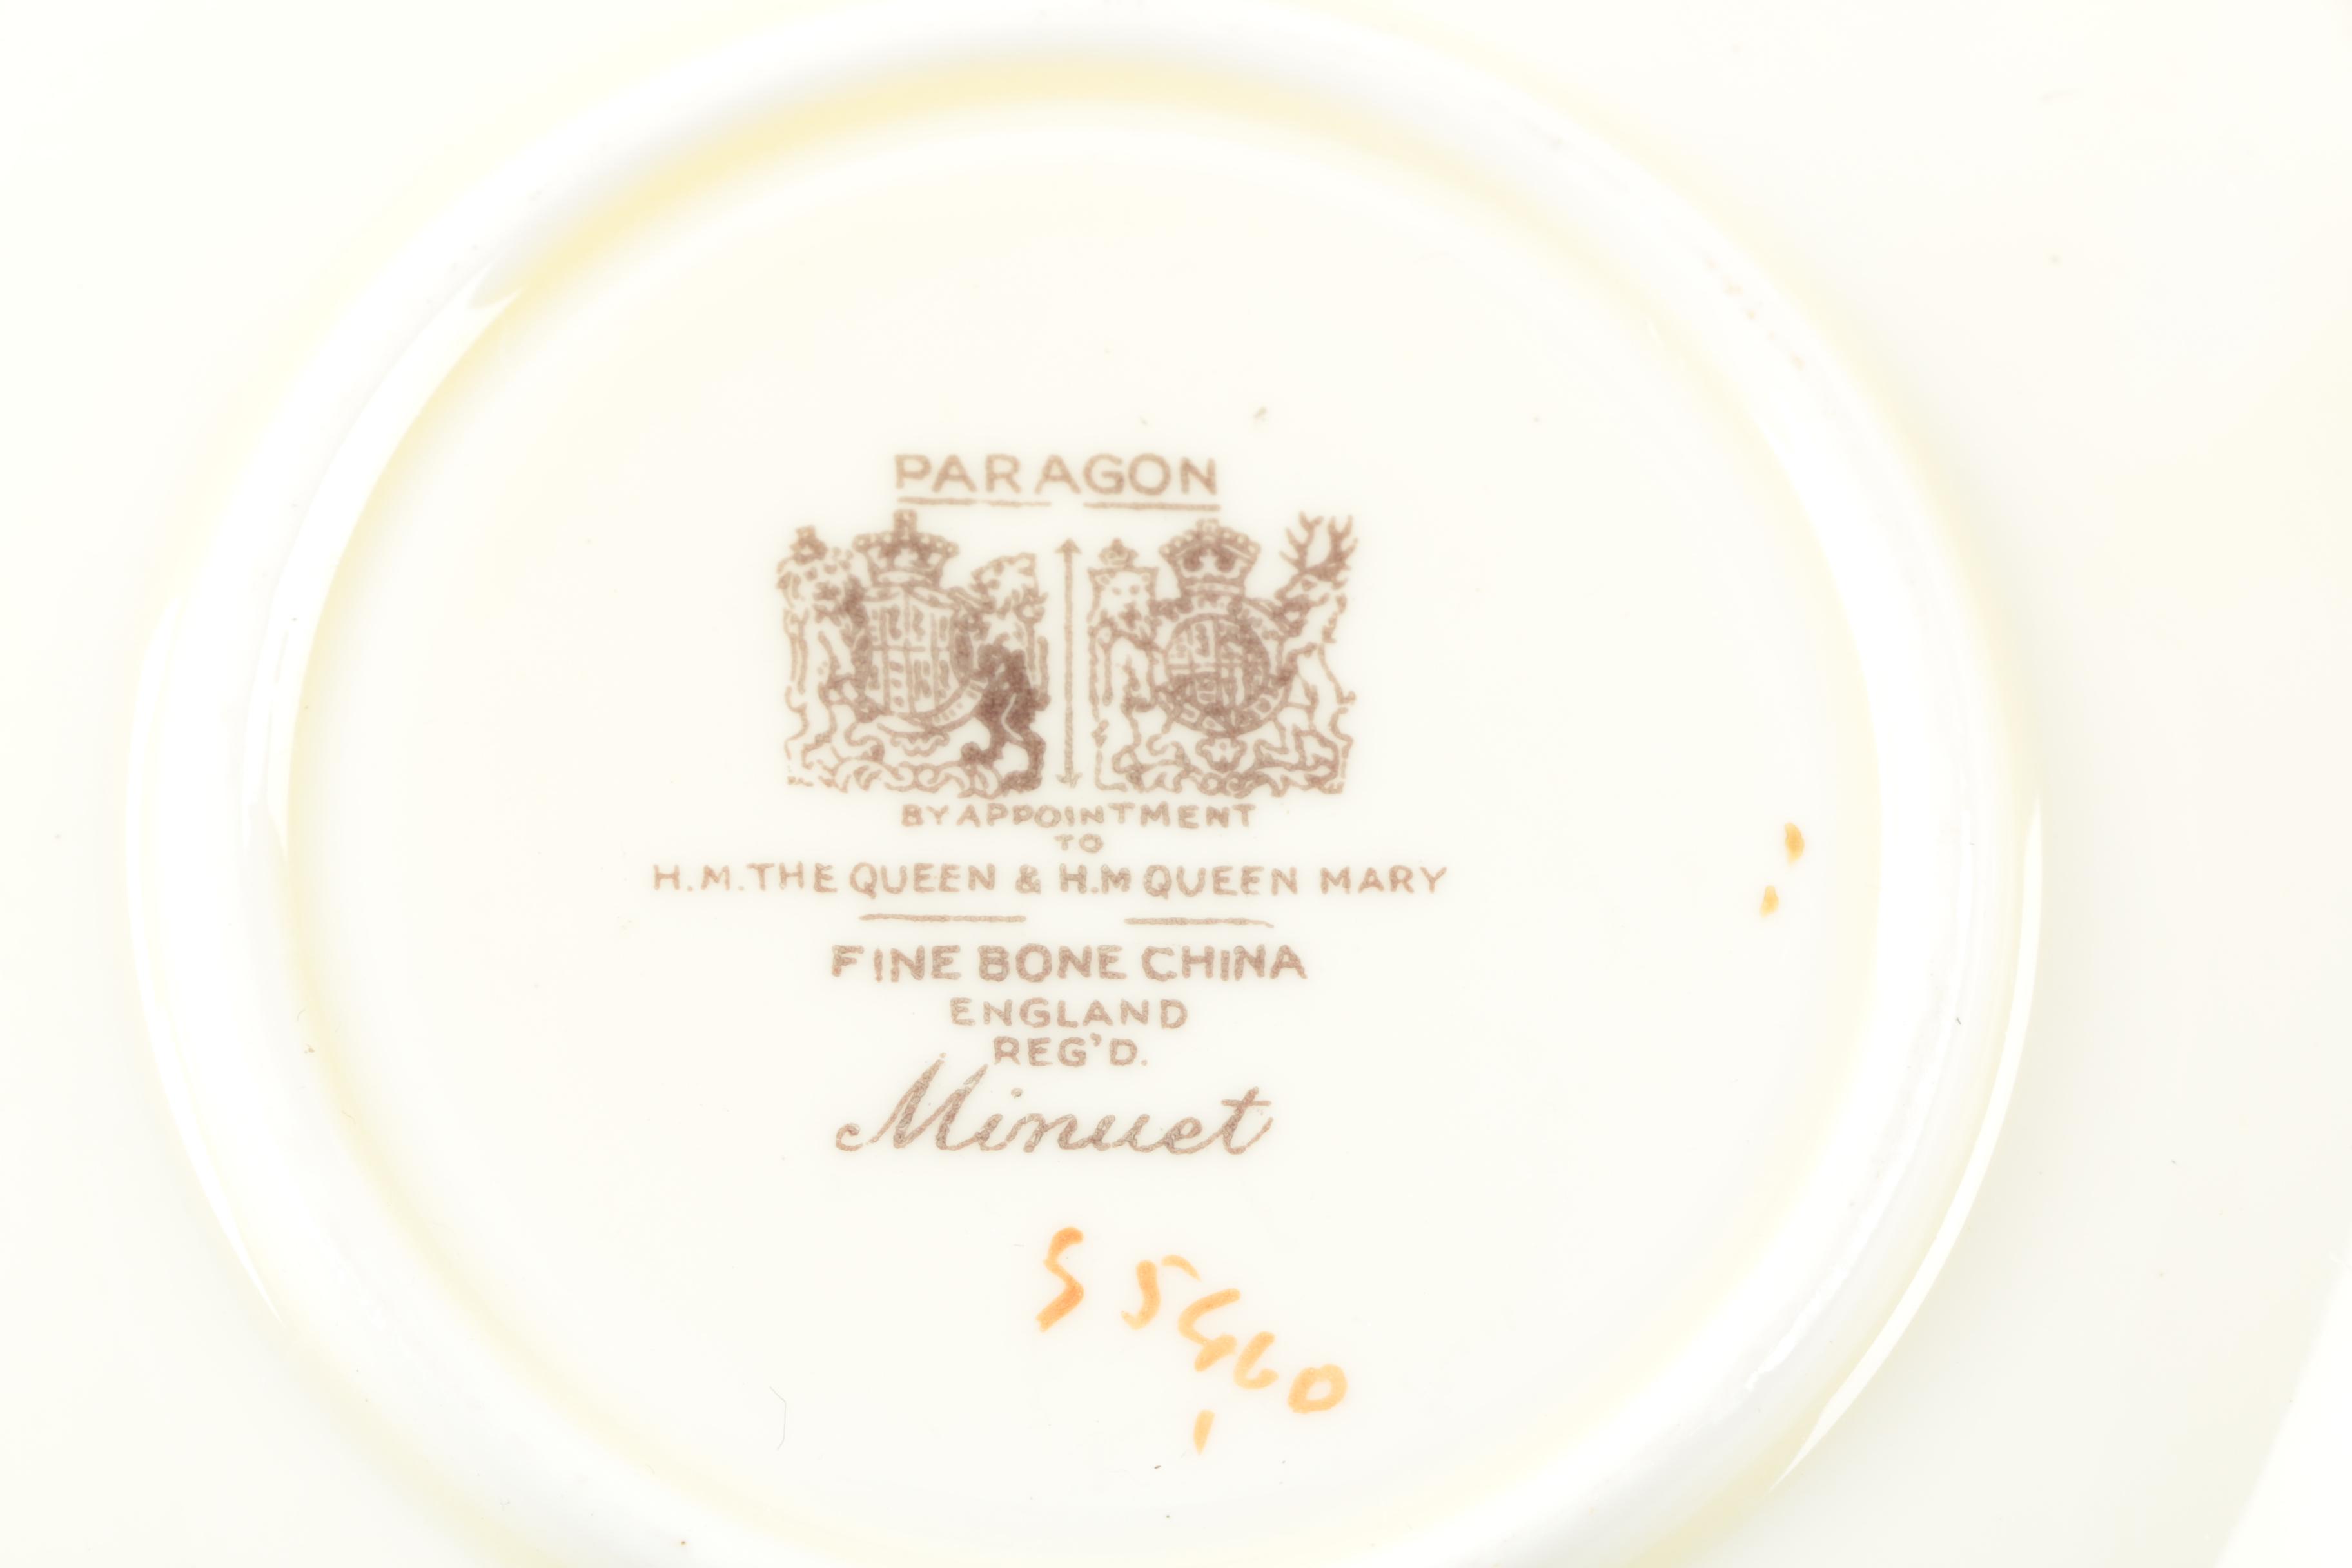 PARAGON
BY APPOINTMENT
TO
H.M. THE QUEEN & H.M QUEEN MARY
FINE BONE CHINA
ENGLAND
REG'D.
Minuet
S 5460